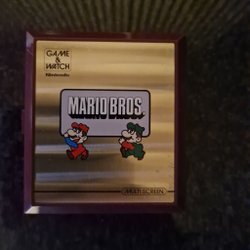 GAME
&
WATCH
Nintendo
MARIO BROS.
MULTI SCREEN